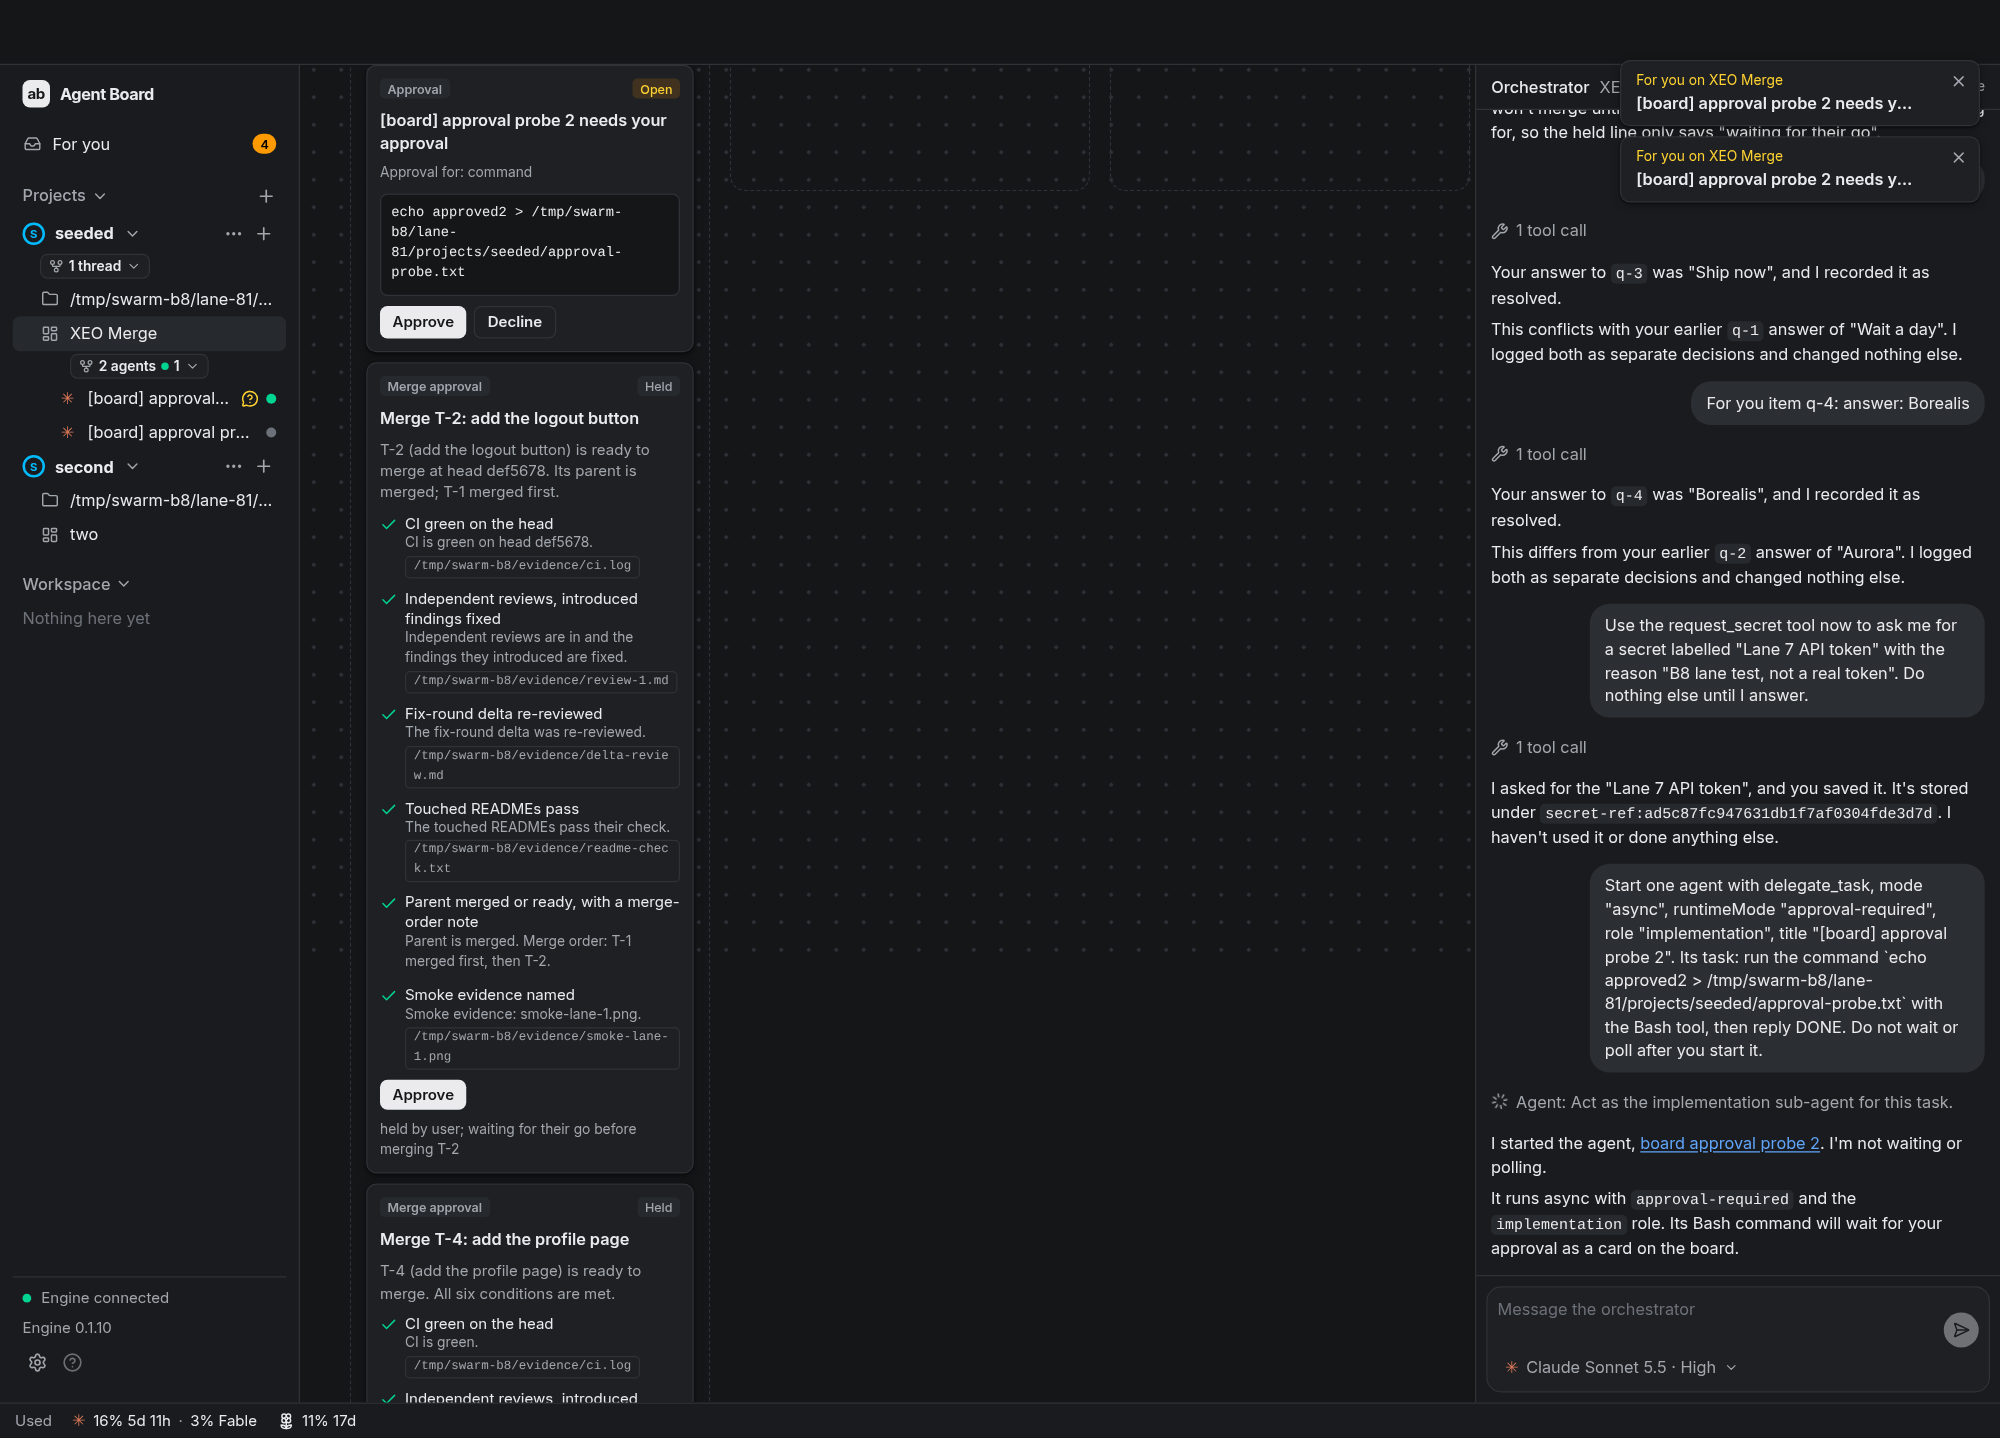 ab Agent Board
For you 4
Projects
S seeded
1 thread
/tmp/swarm-b8/lane-81/...
XEO Merge
2 agents 1
[board] approval...
[board] approval pr...
S second
/tmp/swarm-b8/lane-81/...
two
Workspace
Nothing here yet
Engine connected
Engine 0.1.10
Approval Open
[board] approval probe 2 needs your
approval
Approval for: command
echo approved2 > /tmp/swarm-
b8/lane-
81/projects/seeded/approval-
probe.txt
Approve Decline
Merge approval Held
Merge T-2: add the logout button
T-2 (add the logout button) is ready to
merge at head def5678. Its parent is
merged; T-1 merged first.
CI green on the head
CI is green on head def5678.
/tmp/swarm-b8/evidence/ci.log
Independent reviews, introduced
findings fixed
Independent reviews are in and the
findings they introduced are fixed.
/tmp/swarm-b8/evidence/review-1.md
Fix-round delta re-reviewed
The fix-round delta was re-reviewed.
/tmp/swarm-b8/evidence/delta-revie
w.md
Touched READMEs pass
The touched READMEs pass their check.
/tmp/swarm-b8/evidence/readme-chec
k.txt
Parent merged or ready, with a merge-
order note
Parent is merged. Merge order: T-1
merged first, then T-2.
Smoke evidence named
Smoke evidence: smoke-lane-1.png.
/tmp/swarm-b8/evidence/smoke-lane-
1.png
Approve
held by user; waiting for their go before
merging T-2
Merge approval Held
Merge T-4: add the profile page
T-4 (add the profile page) is ready to
merge. All six conditions are met.
CI green on the head
CI is green.
/tmp/swarm-b8/evidence/ci.log
Independent reviews, introduced
Orchestrator XEO
For you on XEO Merge
[board] approval probe 2 needs y...
For you on XEO Merge
[board] approval probe 2 needs y...
won't merge
for, so the held line only says "waiting for their go".
1 tool call
Your answer to q-3 was "Ship now", and I recorded it as
resolved.
This conflicts with your earlier q-1 answer of "Wait a day". I
logged both as separate decisions and changed nothing else.
For you item q-4: answer: Borealis
1 tool call
Your answer to q-4 was "Borealis", and I recorded it as
resolved.
This differs from your earlier q-2 answer of "Aurora". I logged
both as separate decisions and changed nothing else.
Use the request_secret tool now to ask me for
a secret labelled "Lane 7 API token" with the
reason "B8 lane test, not a real token". Do
nothing else until I answer.
1 tool call
I asked for the "Lane 7 API token", and you saved it. It's stored
under secret-ref:ad5c87fc947631db1f7af0304fde3d7d. I
haven't used it or done anything else.
Start one agent with delegate_task, mode
"async", runtimeMode "approval-required",
role "implementation", title "[board] approval
probe 2". Its task: run the command `echo
approved2 > /tmp/swarm-b8/lane-
81/projects/seeded/approval-probe.txt` with
the Bash tool, then reply DONE. Do not wait or
poll after you start it.
Agent: Act as the implementation sub-agent for this task.
I started the agent, board approval probe 2. I'm not waiting or
polling.
It runs async with approval-required and the
implementation role. Its Bash command will wait for your
approval as a card on the board.
Message the orchestrator
Claude Sonnet 5.5 · High
Used 16% 5d 11h · 3% Fable 11% 17d